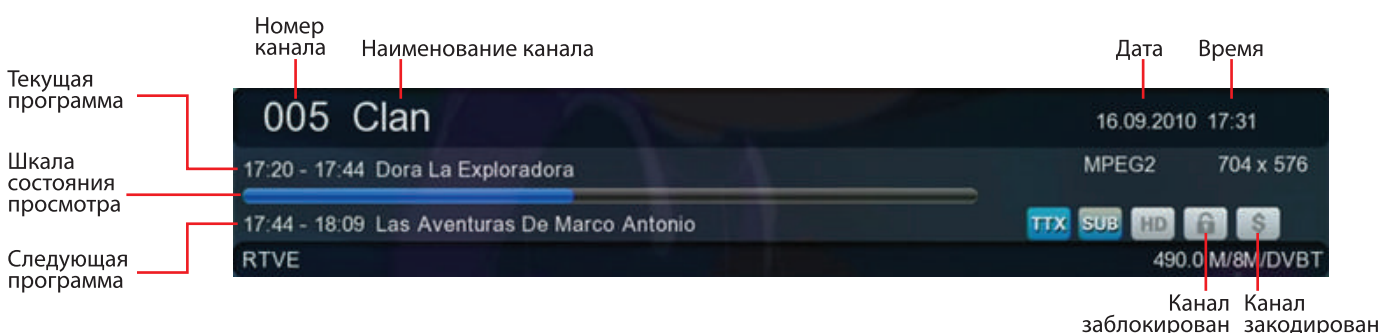 Номер
канала
Наименование канала
Дата
Время
Текущая
программа
005 Clan
16.09.2010 17:31
17:20 - 17:44 Dora La Exploradora
MPEG2 704 x 576
Шкала
состояния
просмотра
17:44 - 18:09 Las Aventuras De Marco Antonio
TTX SUB HD $
Следующая
программа
RTVE
490.0 M/8M/DVBT
Канал
заблокирован
Канал
закодирован